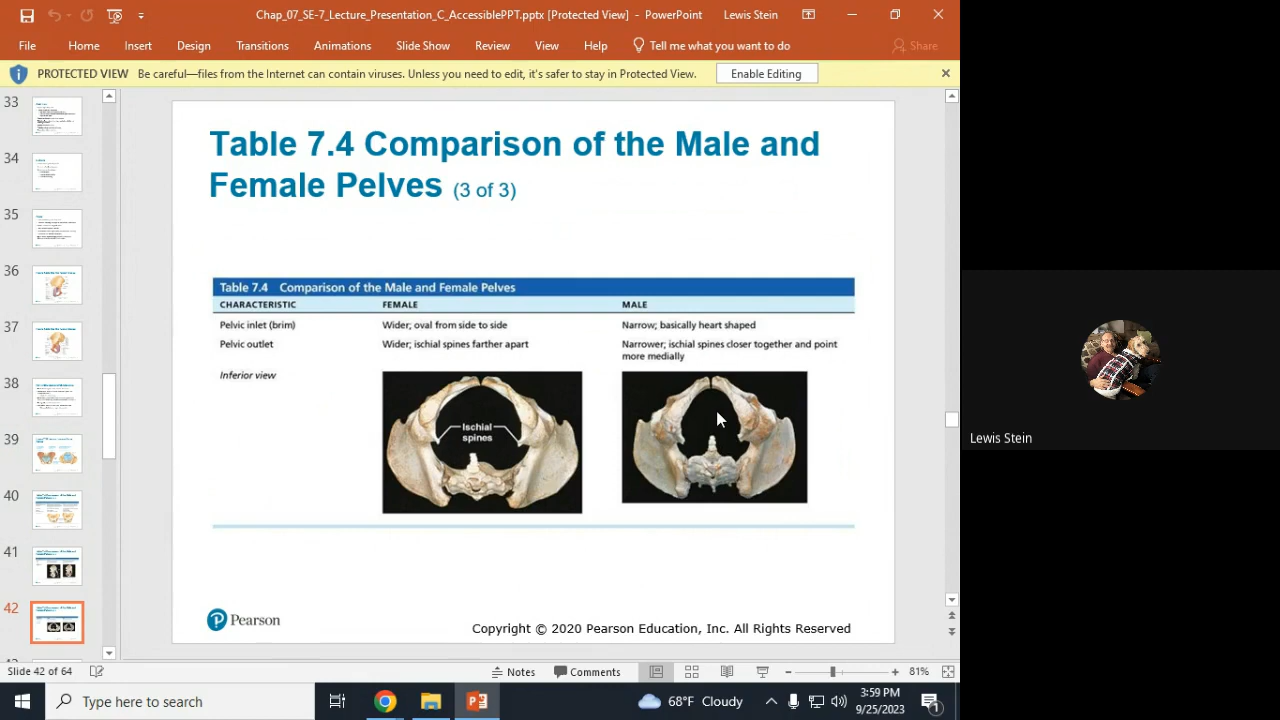 Chap_07_SE-7_Lecture_Presentation_C_AccessiblePPT.pptx [Protected View] - PowerPoint
Lewis Stein
File Home Insert Design Transitions Animations Slide Show Review View Help Tell me what you want to do Share
PROTECTED VIEW Be careful—files from the Internet can contain viruses. Unless you need to edit, it's safer to stay in Protected View. Enable Editing
33
34
35
36
37
38
39
40
41
42
Table 7.4 Comparison of the Male and
Female Pelves (3 of 3)
Table 7.4 Comparison of the Male and Female Pelves
CHARACTERISTIC FEMALE MALE
Pelvic inlet (brim) Wider; oval from side to side Narrow; basically heart shaped
Pelvic outlet Wider; ischial spines farther apart Narrower; ischial spines closer together and point
more medially
Inferior view
Ischial
spines
Pearson
Copyright © 2020 Pearson Education, Inc. All Rights Reserved
Lewis Stein
Slide 42 of 64 Notes Comments 81%
Type here to search 68°F Cloudy 3:59 PM
9/25/2023
1